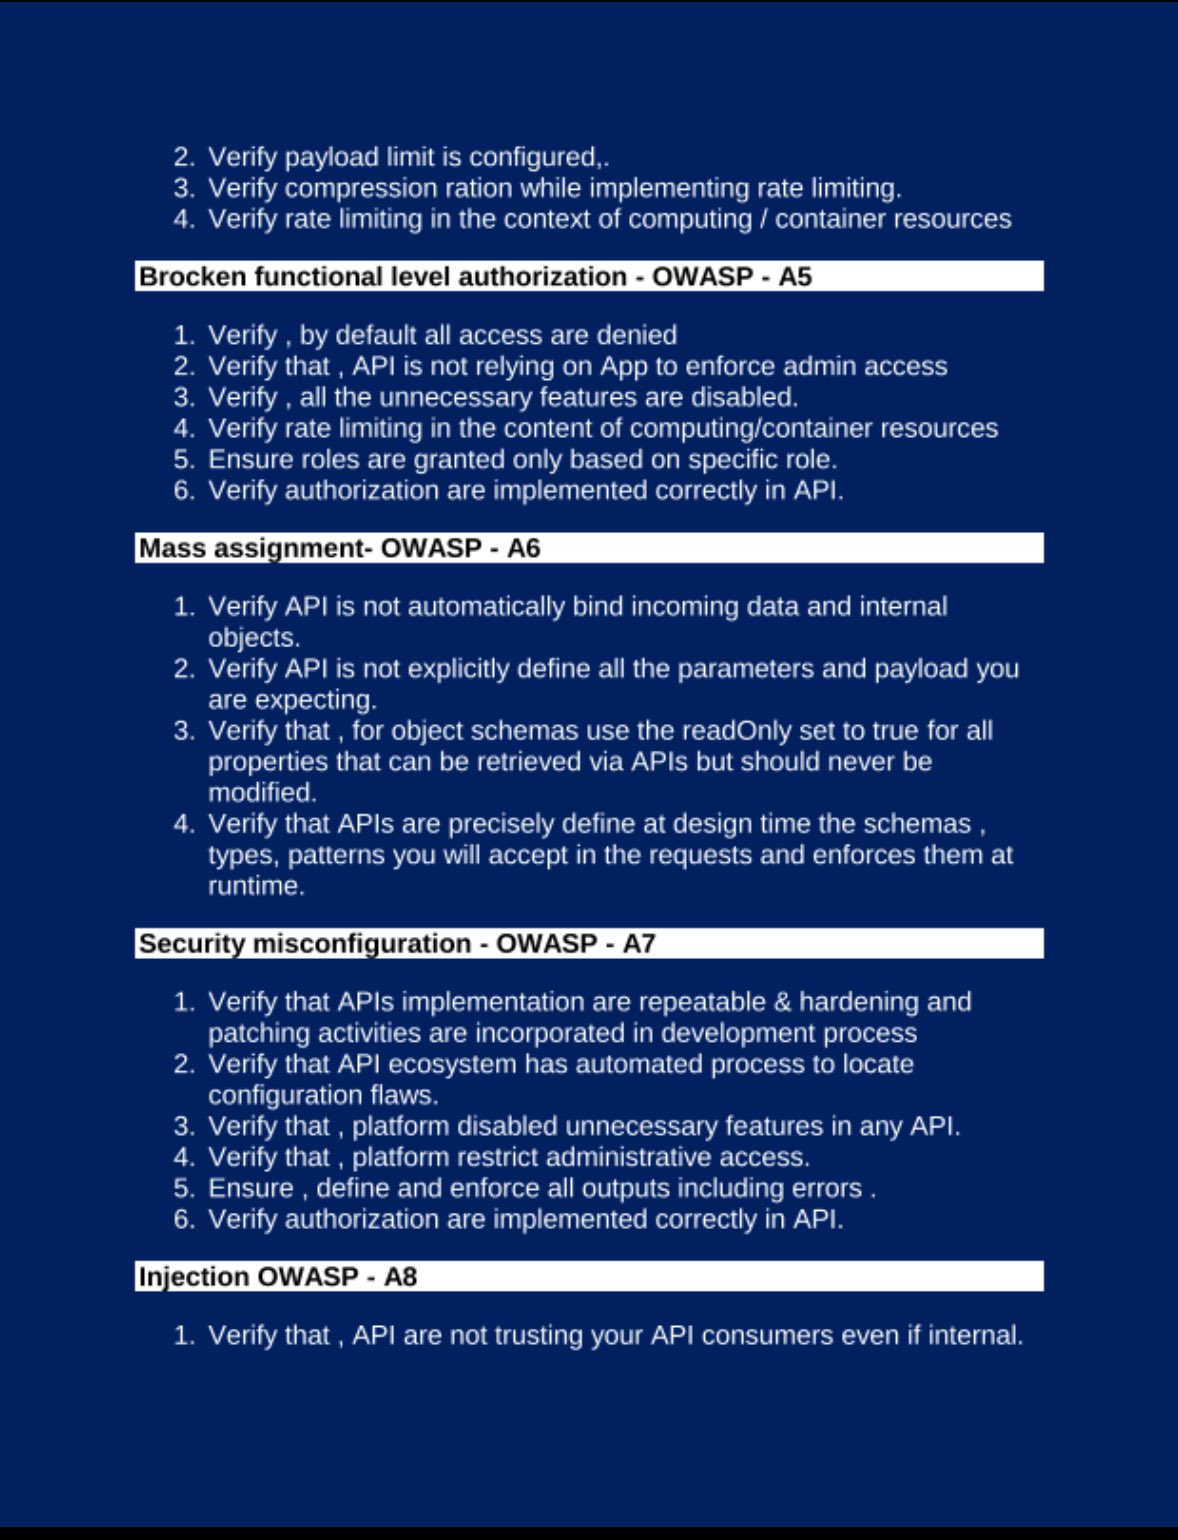 2. Verify payload limit is configured,.
3. Verify compression ration while implementing rate limiting.
4. Verify rate limiting in the context of computing / container resources
Brocken functional level authorization - OWASP - A5
1. Verify , by default all access are denied
2. Verify that , API is not relying on App to enforce admin access
3. Verify , all the unnecessary features are disabled.
4. Verify rate limiting in the content of computing/container resources
5. Ensure roles are granted only based on specific role.
6. Verify authorization are implemented correctly in API.
Mass assignment- OWASP - A6
1. Verify API is not automatically bind incoming data and internal
objects.
2. Verify API is not explicitly define all the parameters and payload you
are expecting.
3. Verify that , for object schemas use the readOnly set to true for all
properties that can be retrieved via APIs but should never be
modified.
4. Verify that APIs are precisely define at design time the schemas ,
types, patterns you will accept in the requests and enforces them at
runtime.
Security misconfiguration - OWASP - A7
1. Verify that APIs implementation are repeatable & hardening and
patching activities are incorporated in development process
2. Verify that API ecosystem has automated process to locate
configuration flaws.
3. Verify that , platform disabled unnecessary features in any API.
4. Verify that , platform restrict administrative access.
5. Ensure , define and enforce all outputs including errors .
6. Verify authorization are implemented correctly in API.
Injection OWASP - A8
1. Verify that , API are not trusting your API consumers even if internal.